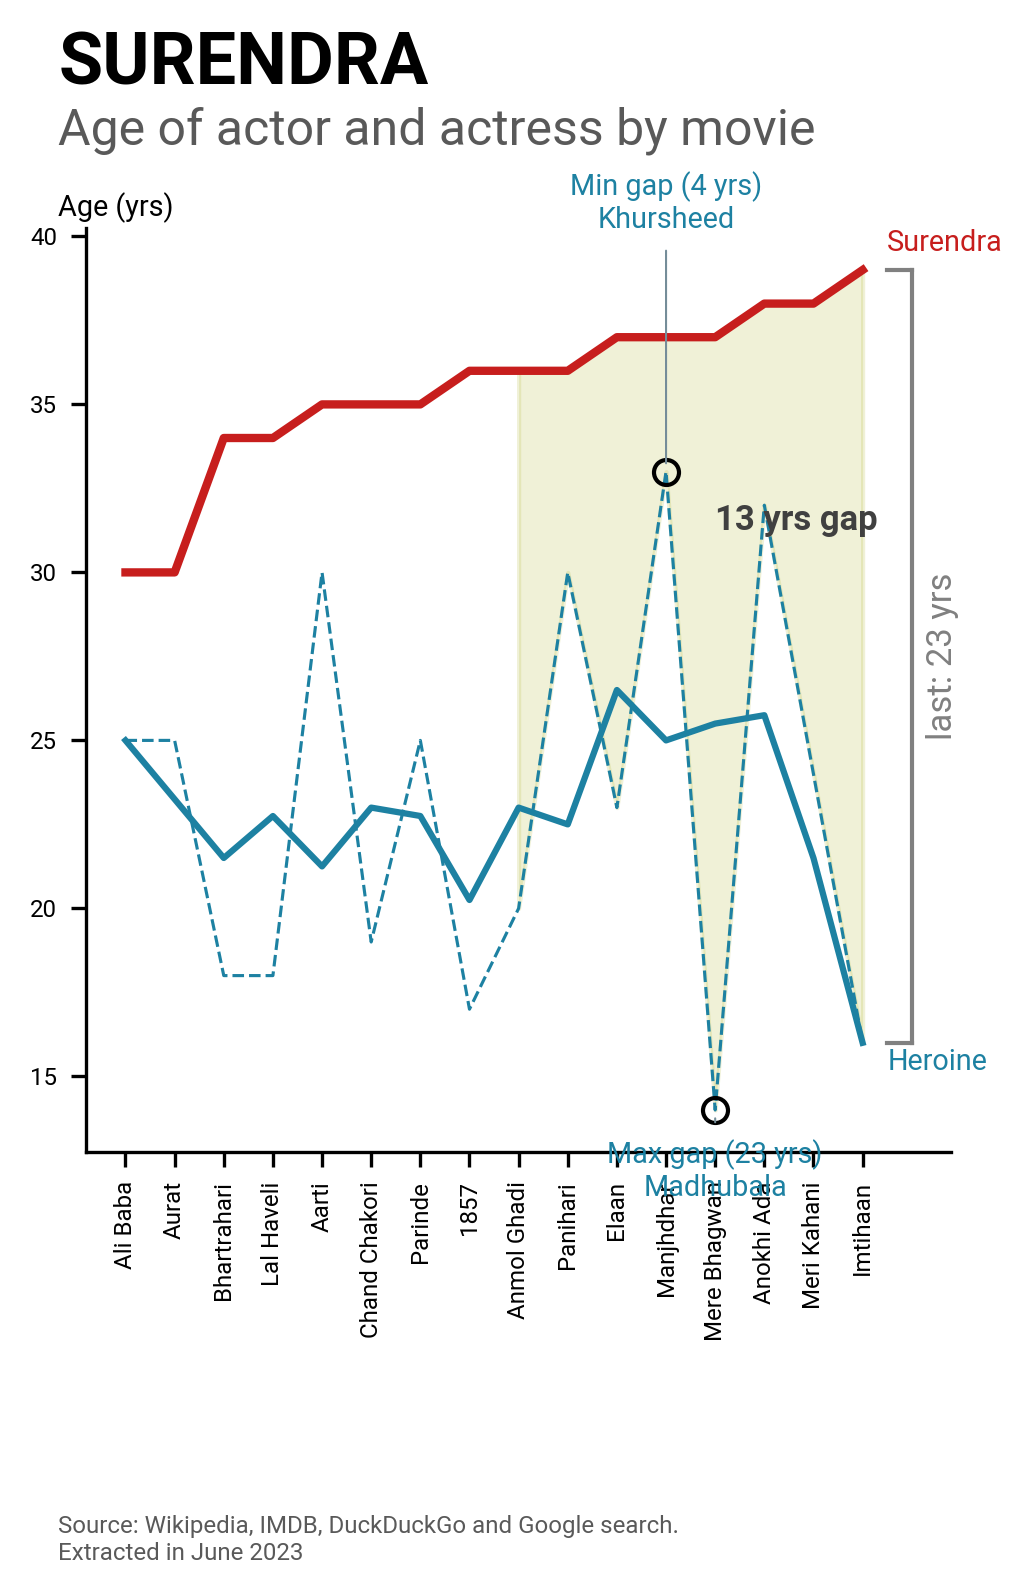 SURENDRA
Age of actor and actress by movie
Min gap (4 yrs)
Khursheed
Age (yrs)
40
35
30
25
20
15
Surendra
13 yrs gap
last: 23 yrs
Heroine
Max gap (23 yrs)
Madhubala
Ali Baba
Aurat
Bhartrahari
Lal Haveli
Aarti
Chand Chakori
Parinde
1857
Anmol Ghadi
Panihari
Elaan
Manjhdhar
Mere Bhagwan
Anokhi Ada
Meri Kahani
Imtihaan
Source: Wikipedia, IMDB, DuckDuckGo and Google search.
Extracted in June 2023